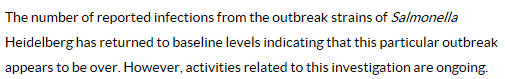 The number of reported infections from the outbreak strains of Salmonella
Heidelberg has returned to baseline levels indicating that this particular outbreak
appears to be over. However, activities related to this investigation are ongoing.